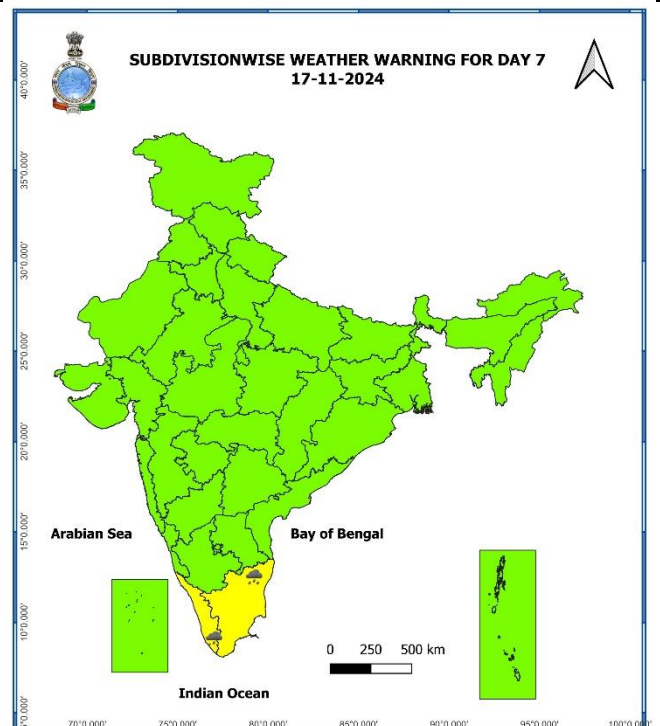 SUBDIVISIONWISE WEATHER WARNING FOR DAY 7
17-11-2024
40°0.000'
35°0.000'
30°0.000'
25°0.000'
20°0.000'
15°0.000'
10°0.000'
Arabian Sea
Bay of Bengal
0 250 500 km
Indian Ocean
70°0.000' 75°0.000' 80°0.000' 85°0.000' 90°0.000' 95°0.000' 100°0.000'